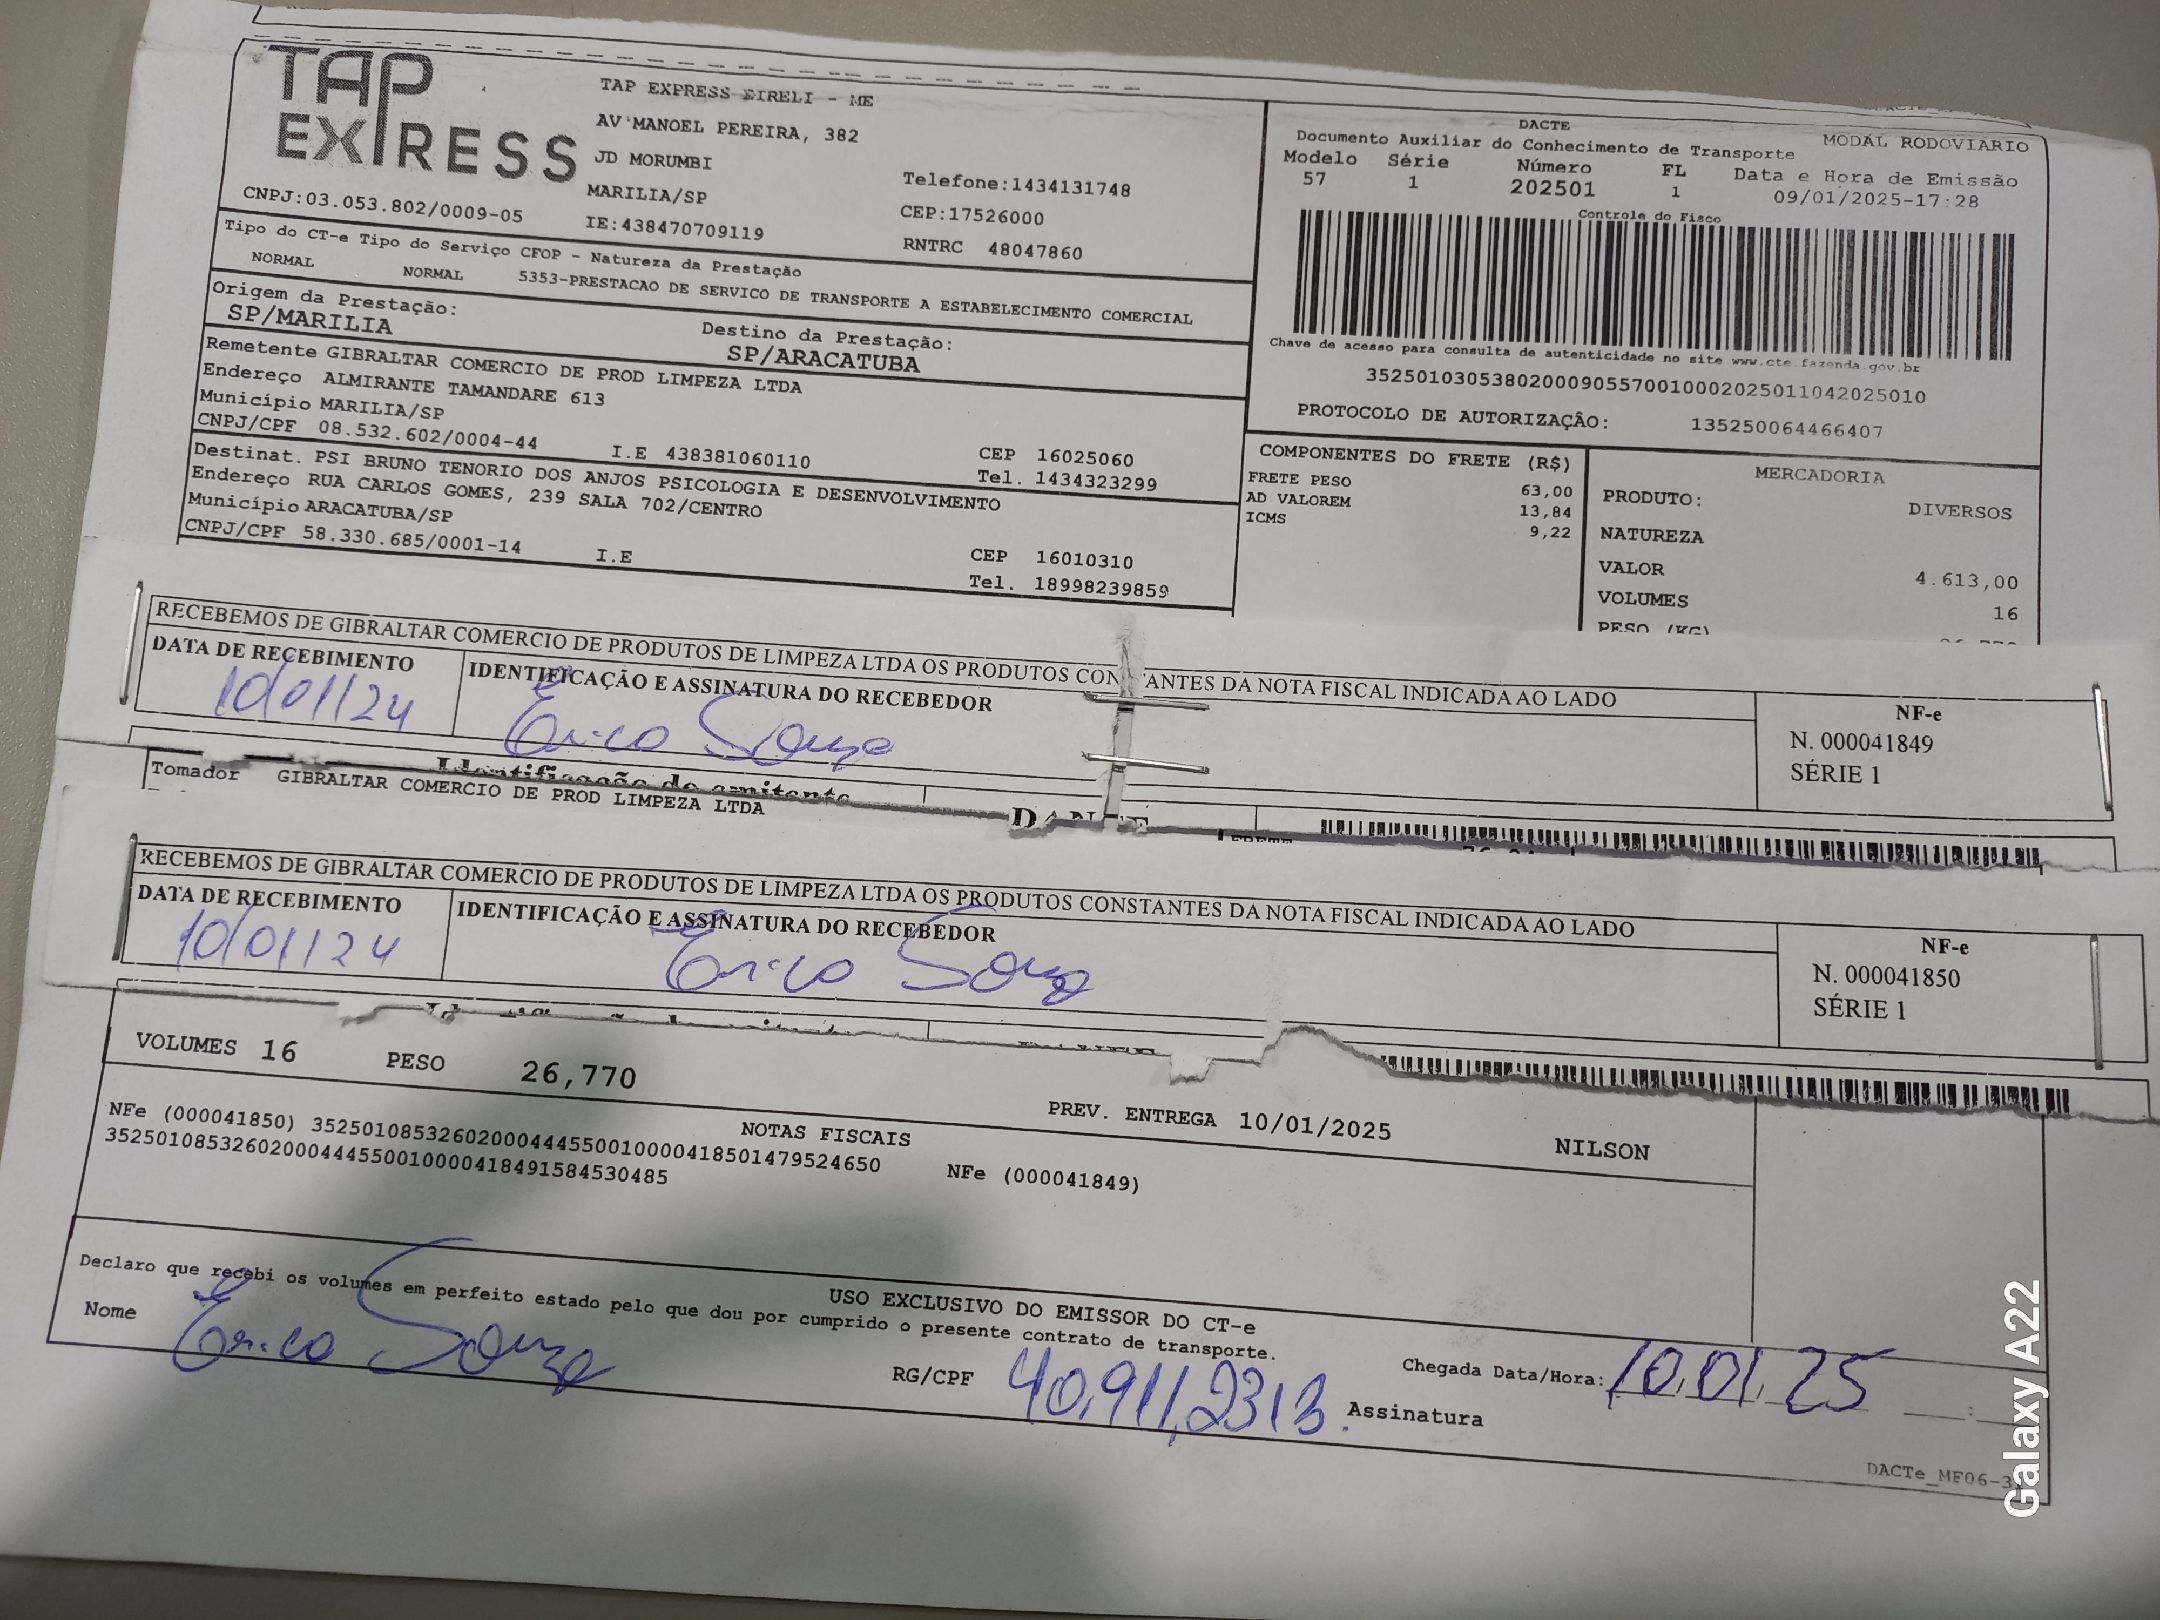 TAP
EXPRESS
CNPJ:03.053.802/0009-05
TAP EXPRESS EIRELI - ME
AV MANOEL PEREIRA, 382
JD MORUMBI
MARILIA/SP
IE:438470709119
Telefone:1434131748
CEP:17526000
RNTRC 48047860
DACTE
Documento Auxiliar do Conhecimento de Transporte
MODAL RODOVIÁRIO
Modelo Série Número FL Data e Hora de Emissão
57 1 202501 1 09/01/2025-17:28
Controle do Fisco
Chave de acesso para consulta de autenticidade no site www.cte.fazenda.gov.br
35250103053802000905570010002025011042025010
PROTOCOLO DE AUTORIZAÇÃO: 135250064466407
Tipo do CT-e Tipo do Serviço CFOP - Natureza da Prestação
NORMAL NORMAL 5353-PRESTACAO DE SERVICO DE TRANSPORTE A ESTABELECIMENTO COMERCIAL
Origem da Prestação: Destino da Prestação:
SP/MARILIA SP/ARACATUBA
Remetente GIBRALTAR COMERCIO DE PROD LIMPEZA LTDA
Endereço ALMIRANTE TAMANDARE 613
Município MARILIA/SP CEP 16025060
CNPJ/CPF 08.532.602/0004-44 I.E 438381060110 Tel. 1434323299
Destinat. PSI BRUNO TENORIO DOS ANJOS PSICOLOGIA E DESENVOLVIMENTO
Endereço RUA CARLOS GOMES, 239 SALA 702/CENTRO
Município ARACATUBA/SP CEP 16010310
CNPJ/CPF 58.330.685/0001-14 I.E Tel. 18998239859
COMPONENTES DO FRETE (R$)
FRETE PESO 63,00
AD VALOREM 13,84
ICMS 9,22
MERCADORIA
PRODUTO: DIVERSOS
NATUREZA
VALOR 4.613,00
VOLUMES 16
PESO (KG)
RECEBEMOS DE GIBRALTAR COMERCIO DE PRODUTOS DE LIMPEZA LTDA OS PRODUTOS CONSTANTES DA NOTA FISCAL INDICADA AO LADO
DATA DE RECEBIMENTO IDENTIFICAÇÃO E ASSINATURA DO RECEBEDOR
10/01/24 Érico Souza
NF-e
N. 000041849
SÉRIE 1
Identificação do emitente
Tomador GIBRALTAR COMERCIO DE PROD LIMPEZA LTDA
RECEBEMOS DE GIBRALTAR COMERCIO DE PRODUTOS DE LIMPEZA LTDA OS PRODUTOS CONSTANTES DA NOTA FISCAL INDICADA AO LADO
DATA DE RECEBIMENTO IDENTIFICAÇÃO E ASSINATURA DO RECEBEDOR
10/01/24 Érico Souza
NF-e
N. 000041850
SÉRIE 1
VOLUMES 16 PESO 26,770 PREV. ENTREGA 10/01/2025 NILSON
NOTAS FISCAIS
NFe (000041850) 35250108532602000444550010000418501479524650 NFe (000041849)
35250108532602000444550010000418491584530485
USO EXCLUSIVO DO EMISSOR DO CT-e
Declaro que recebi os volumes em perfeito estado pelo que dou por cumprido o presente contrato de transporte.
Nome Érico Souza RG/CPF 40,911,2313 Assinatura Chegada Data/Hora: 10.01.25
Galaxy A22